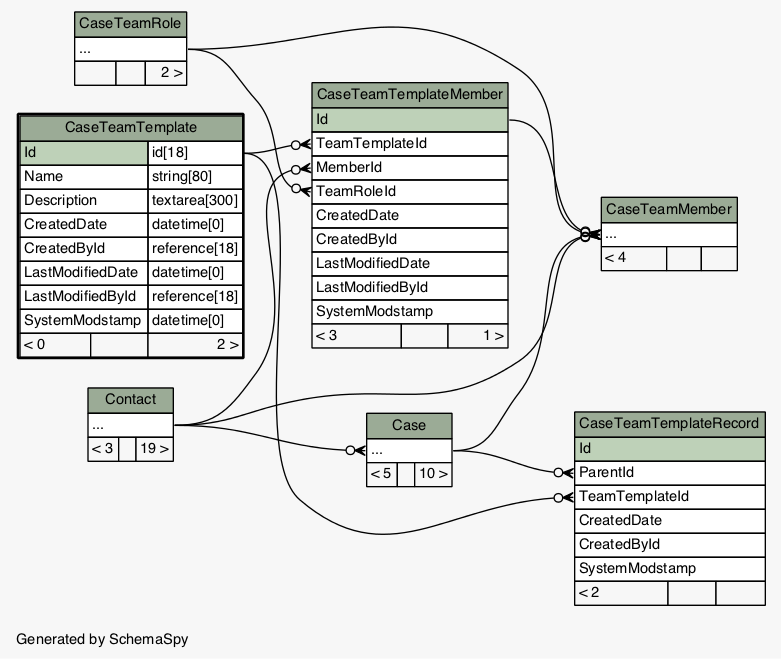 CaseTeamRole
...
2 >
CaseTeamTemplate
Id id[18]
Name string[80]
Description textarea[300]
CreatedDate datetime[0]
CreatedById reference[18]
LastModifiedDate datetime[0]
LastModifiedById reference[18]
SystemModstamp datetime[0]
< 0 2 >
CaseTeamTemplateMember
Id
TeamTemplateId
MemberId
TeamRoleId
CreatedDate
CreatedById
LastModifiedDate
LastModifiedById
SystemModstamp
< 3 1 >
CaseTeamMember
...
< 4
Contact
...
< 3 19 >
Case
...
< 5 10 >
CaseTeamTemplateRecord
Id
ParentId
TeamTemplateId
CreatedDate
CreatedById
SystemModstamp
< 2
Generated by SchemaSpy